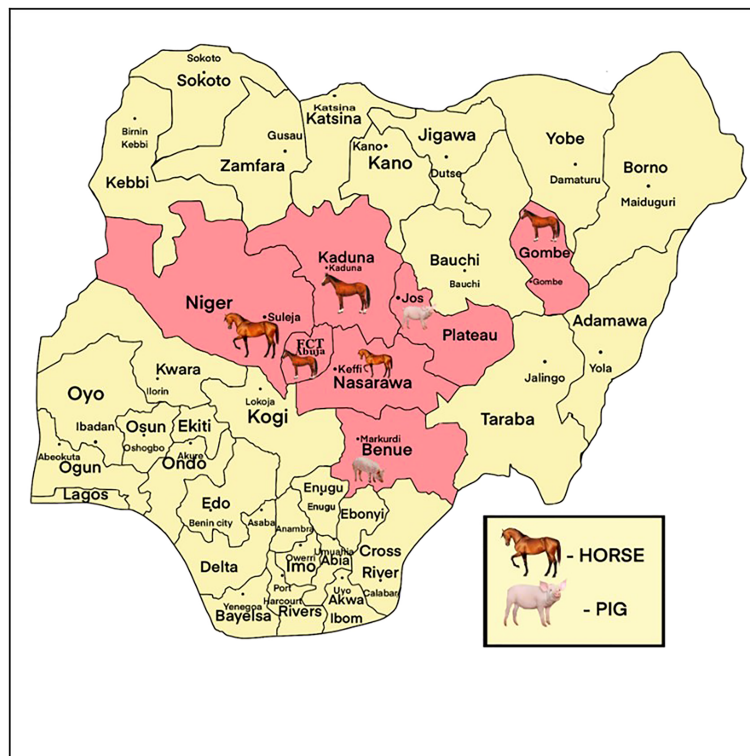 Sokoto
Sokoto
Birnin
Kebbi
Kebbi
Gusau
Zamfara
Katsina
Katsina
Kano
Kano
Jigawa
Dutse
Yobe
Damaturu
Borno
Maiduguri
Kaduna
Kaduna
Bauchi
Bauchi
Gombe
Gombe
Niger
Suleja
Jos
Plateau
Adamawa
Yola
FCT
Abuja
Keffi
Nasarawa
Jalingo
Taraba
Kwara
Ilorin
Oyo
Ibadan
Lokoja
Kogi
Osun
Oshogbo
Ekiti
Akure
Ondo
Abeokuta
Ogun
Lagos
Markurdi
Benue
Edo
Benin city
Asaba
Enugu
Enugu
Anambra
Ebonyi
Delta
Owerri
Imo
Umuahia
Abia
Cross
River
Calabar
Port
Harcourt
Rivers
Uyo
Akwa
Ibom
Yenegoa
Bayelsa
- HORSE
- PIG